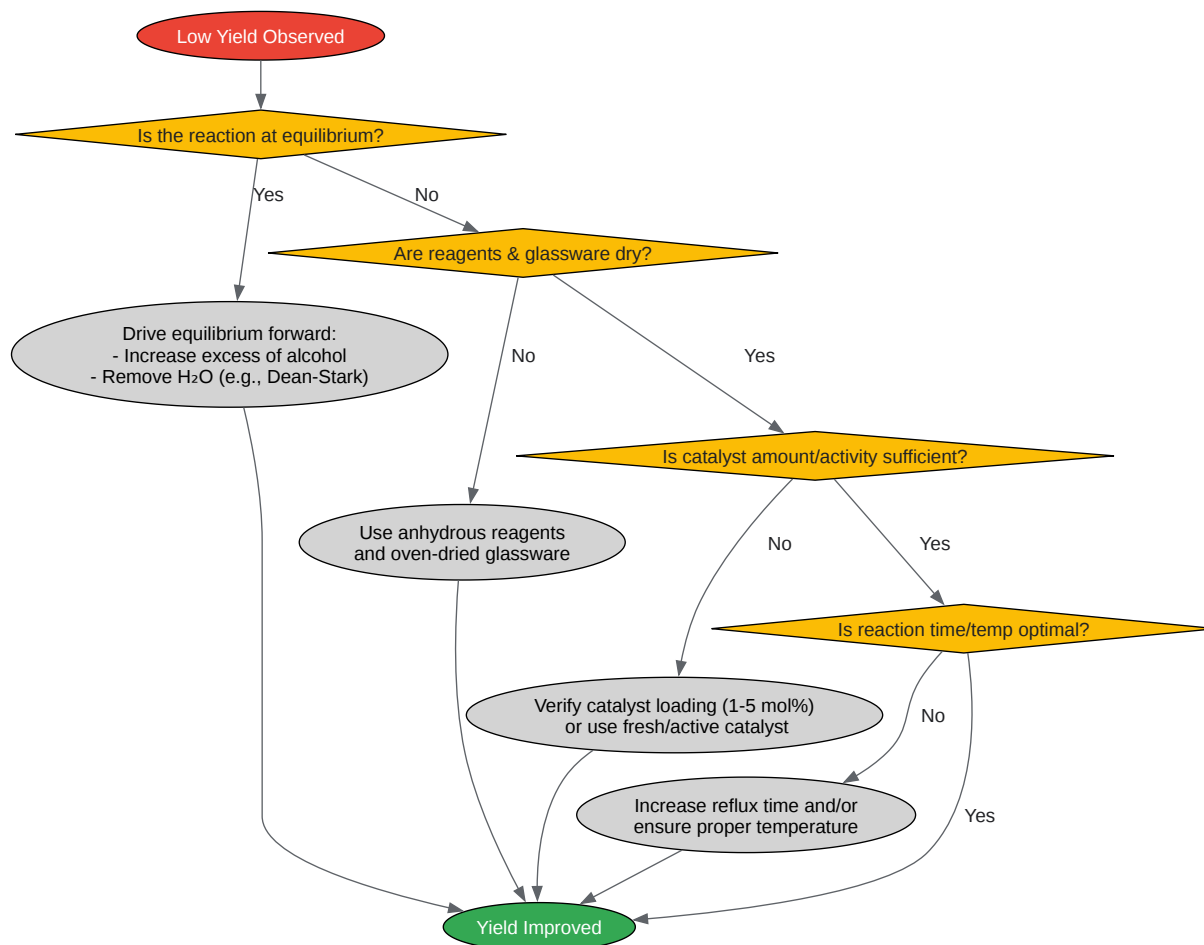 Low Yield Observed
Is the reaction at equilibrium?
Yes
No
Are reagents & glassware dry?
Drive equilibrium forward:
- Increase excess of alcohol
- Remove H₂O (e.g., Dean-Stark)
No
Yes
Is catalyst amount/activity sufficient?
Use anhydrous reagents
and oven-dried glassware
No
Yes
Is reaction time/temp optimal?
Verify catalyst loading (1-5 mol%)
or use fresh/active catalyst
No
Increase reflux time and/or
ensure proper temperature
Yes
Yield Improved